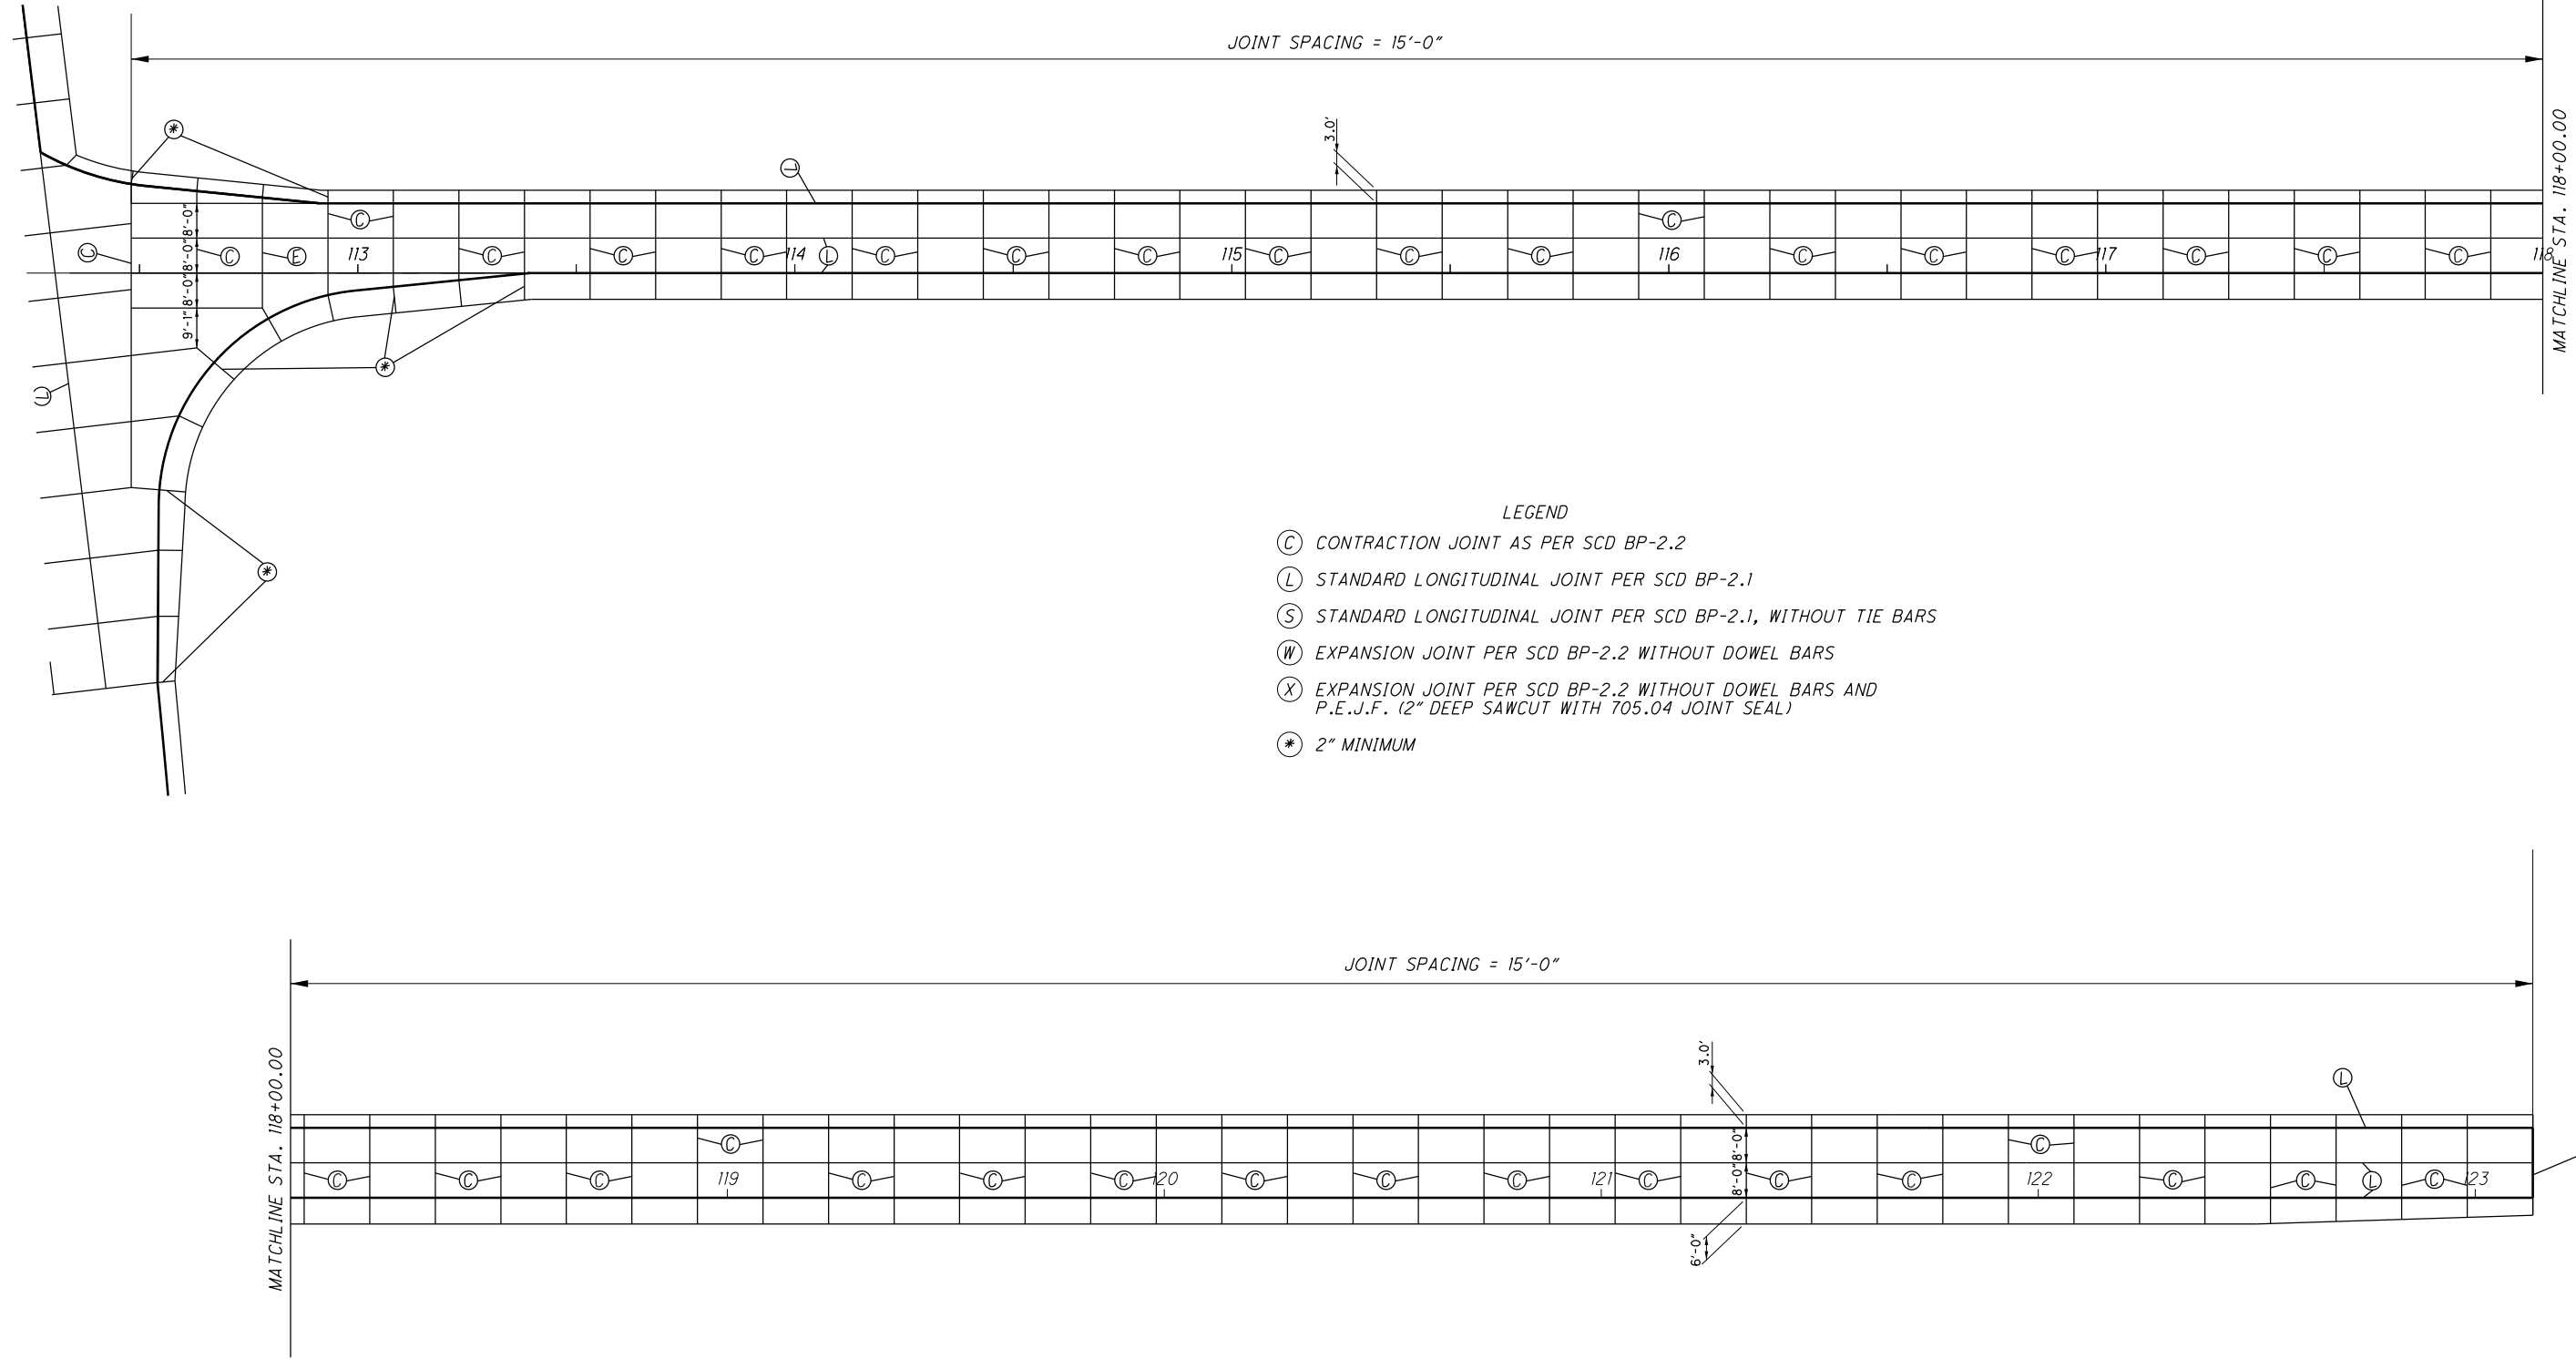 JOINT SPACING = 15'-0"
*
L
3.0'
MATCHLINE STA. 118+00.00
8'-0"
8'-0"
8'-0"
9'-1"
C
C
C
E
113
C
C
C
114
L
C
C
C
115
C
C
C
C
116
C
C
C
117
C
C
C
118
*
L
*
LEGEND
C CONTRACTION JOINT AS PER SCD BP-2.2
L STANDARD LONGITUDINAL JOINT PER SCD BP-2.1
S STANDARD LONGITUDINAL JOINT PER SCD BP-2.1, WITHOUT TIE BARS
W EXPANSION JOINT PER SCD BP-2.2 WITHOUT DOWEL BARS
X EXPANSION JOINT PER SCD BP-2.2 WITHOUT DOWEL BARS AND
P.E.J.F. (2" DEEP SAWCUT WITH 705.04 JOINT SEAL)
* 2" MINIMUM
JOINT SPACING = 15'-0"
MATCHLINE STA. 118+00.00
3.0'
L
C
8'-0"
C
C
C
C
119
C
C
C
120
C
C
C
121
C
8'-0"
C
C
122
C
C
L
C
123
6'-0"